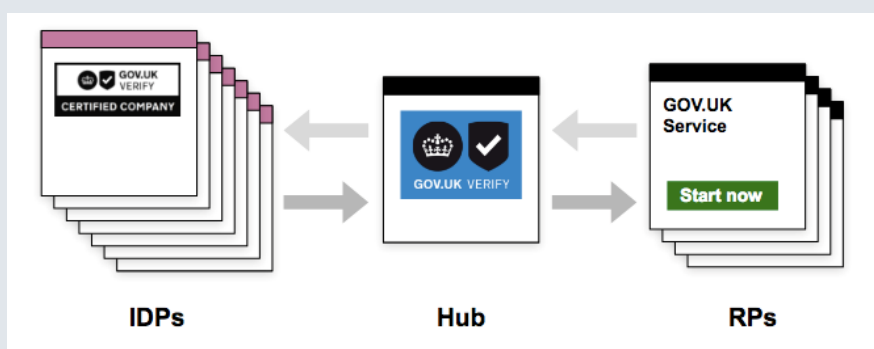 GOV.UK
VERIFY
CERTIFIED COMPANY
GOV.UK VERIFY
GOV.UK
Service
Start now
IDPs
Hub
RPs